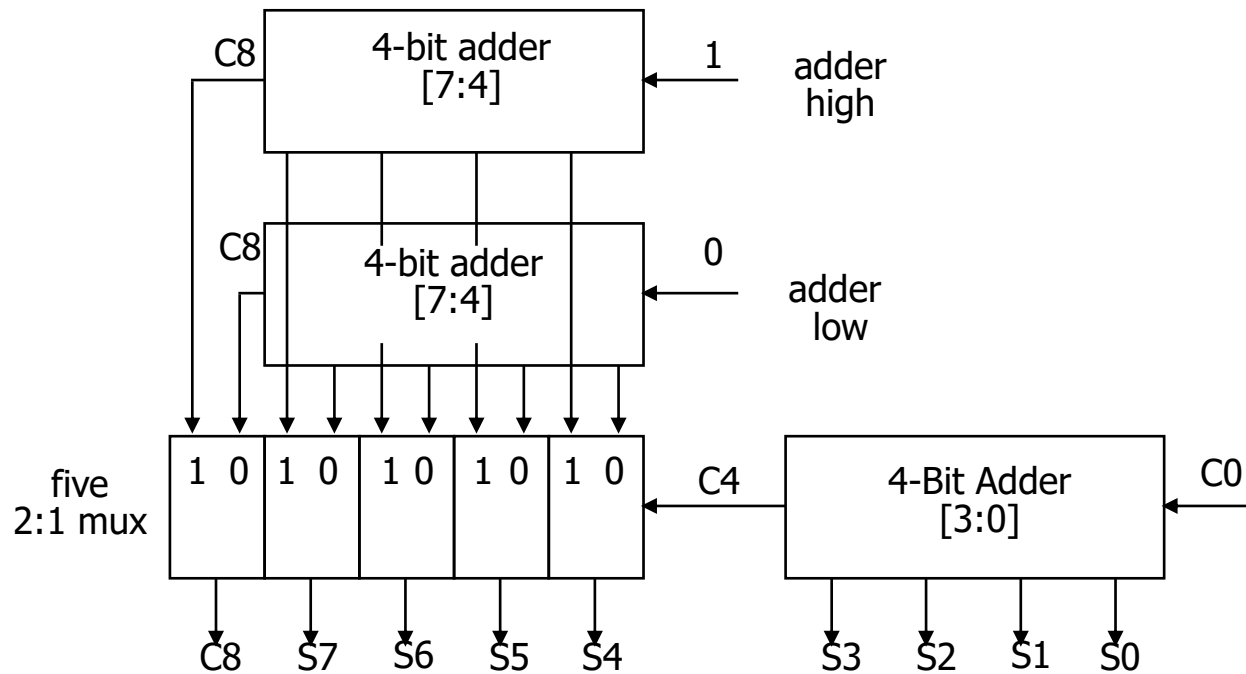 C8
4-bit adder
[7:4]
1
adder
high
C8
4-bit adder
[7:4]
0
adder
low
five
2:1 mux
1 0 1 0 1 0 1 0 1 0
C4
4-Bit Adder
[3:0]
C0
C8 S7 S6 S5 S4 S3 S2 S1 S0